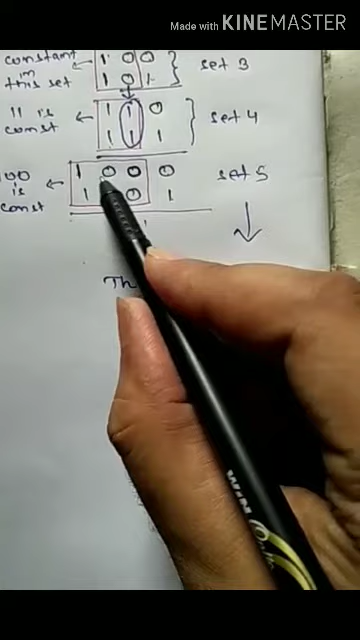 Made with KINEMASTER
constant ← 1 0 0
in this set 1 0 1 } set 3
11 is ← 1 1 0
const 1 1 1 } set 4
100 ← 1 0 0 0 set 5
is 1 0 1
const
Th
WIN